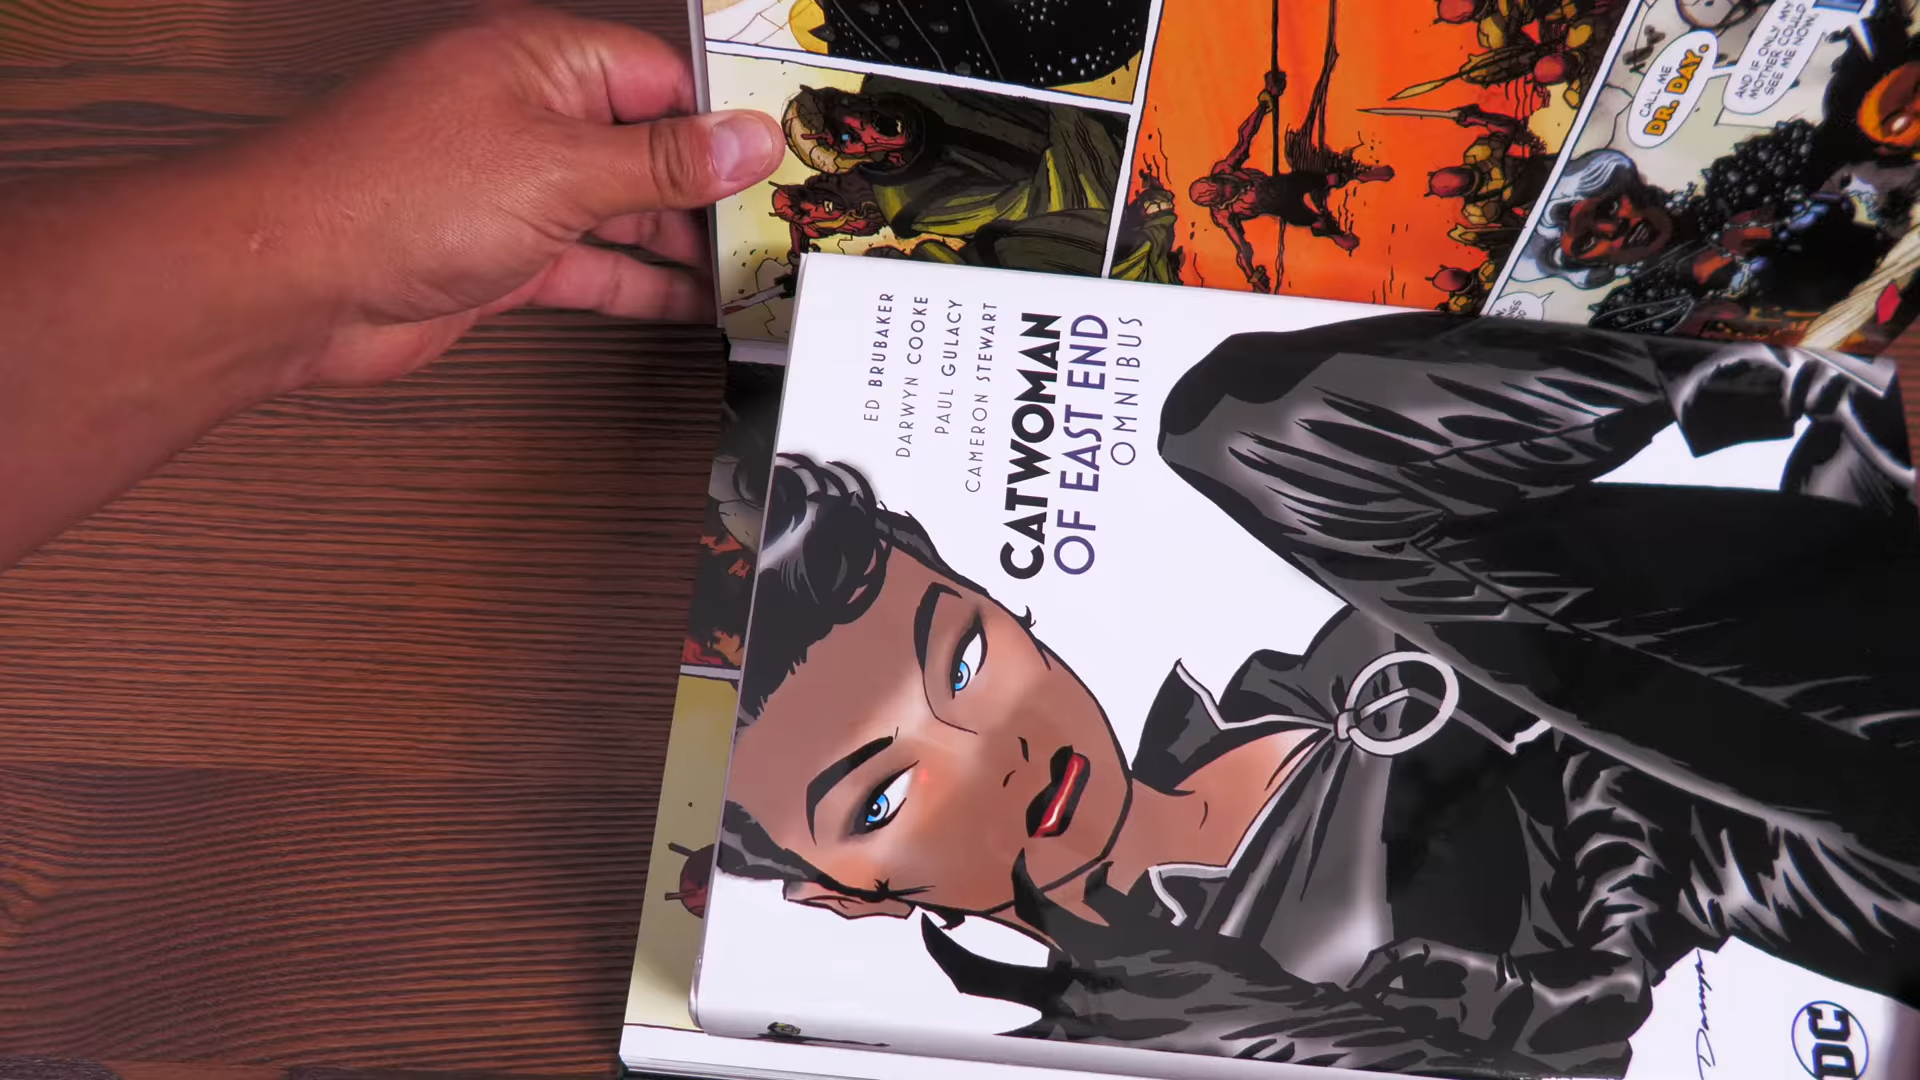 CALL ME
DR. DAY.
AND IF ONLY MY
MOTHER COULD
SEE ME NOW.
ED BRUBAKER
DARWYN COOKE
PAUL GULACY
CAMERON STEWART
CATWOMAN
OF EAST END
OMNIBUS
DC